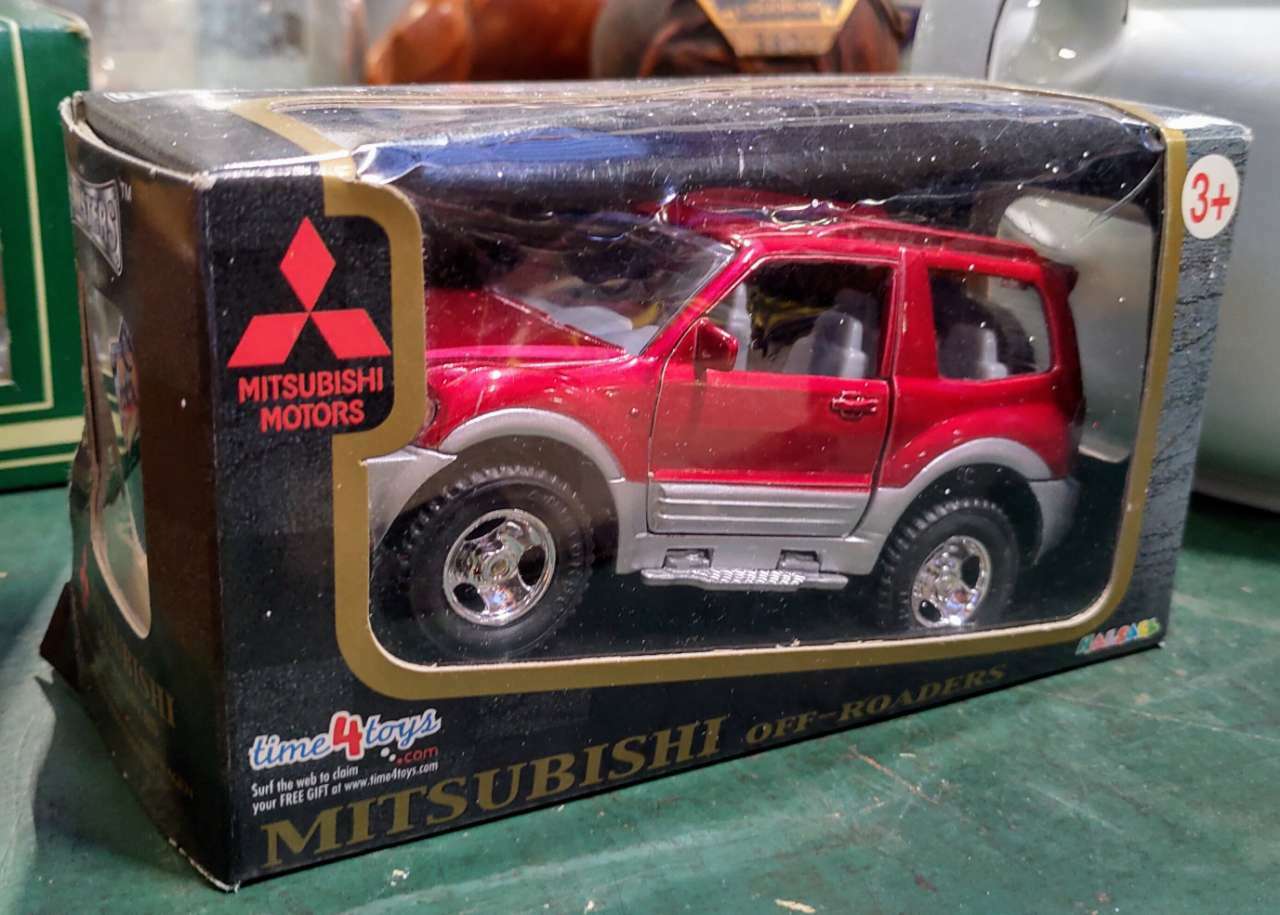 3+
MITSUBISHI
MOTORS
time4toys
.com
Surf the web to claim
your FREE GIFT at www.time4toys.com
MITSUBISHI OFF-ROADERS